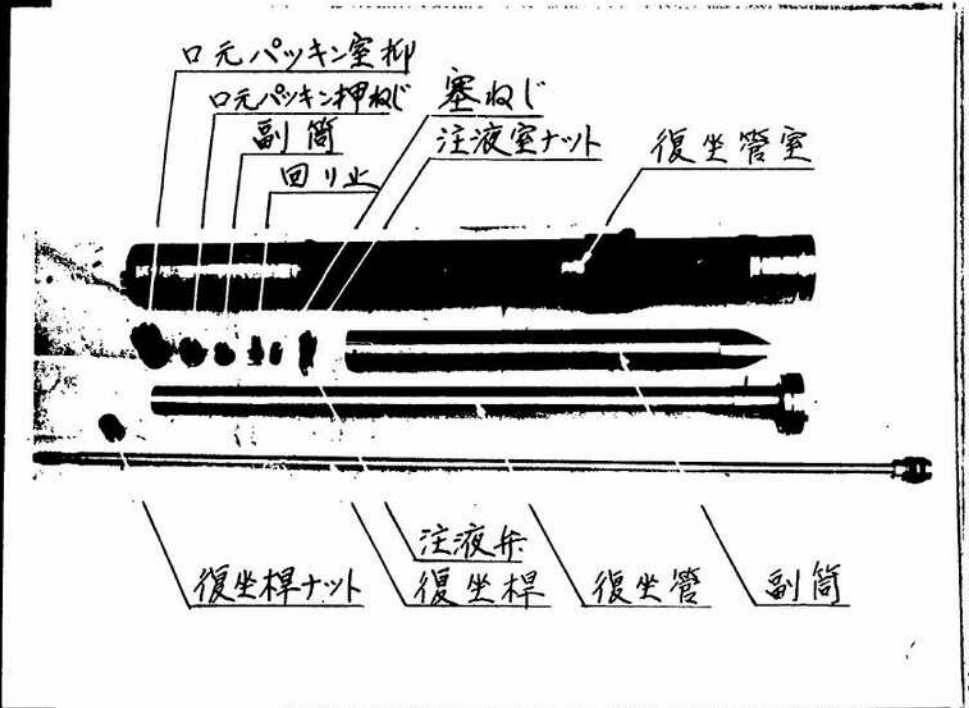 口元パッキン室抑
口元パッキン押ねじ
副筒
回り止
塞ねじ
注液室ナット
復坐管室
復坐桿ナット
注液弁
復坐桿
復坐管
副筒